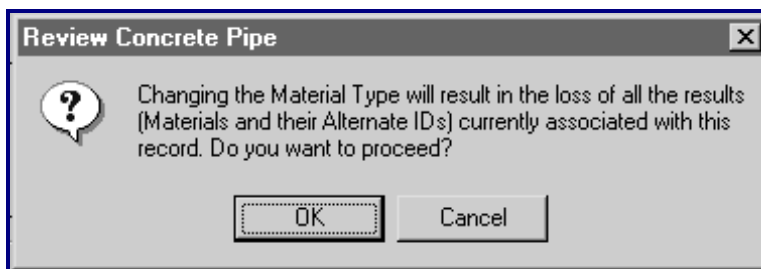 Review Concrete Pipe
Changing the Material Type will result in the loss of all the results
(Materials and their Alternate IDs) currently associated with this
record. Do you want to proceed?
OK
Cancel